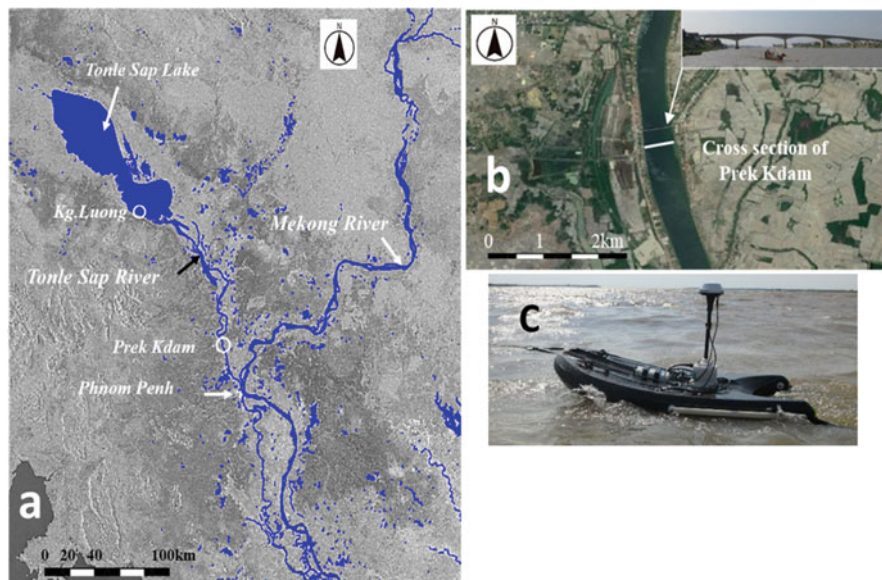 Tonle Sap Lake
Kg.Luong
Mekong River
Tonle Sap River
Prek Kdam
Phnom Penh
a
0 20 40 100km
N
N
b
Cross section of
Prek Kdam
0 1 2km
C